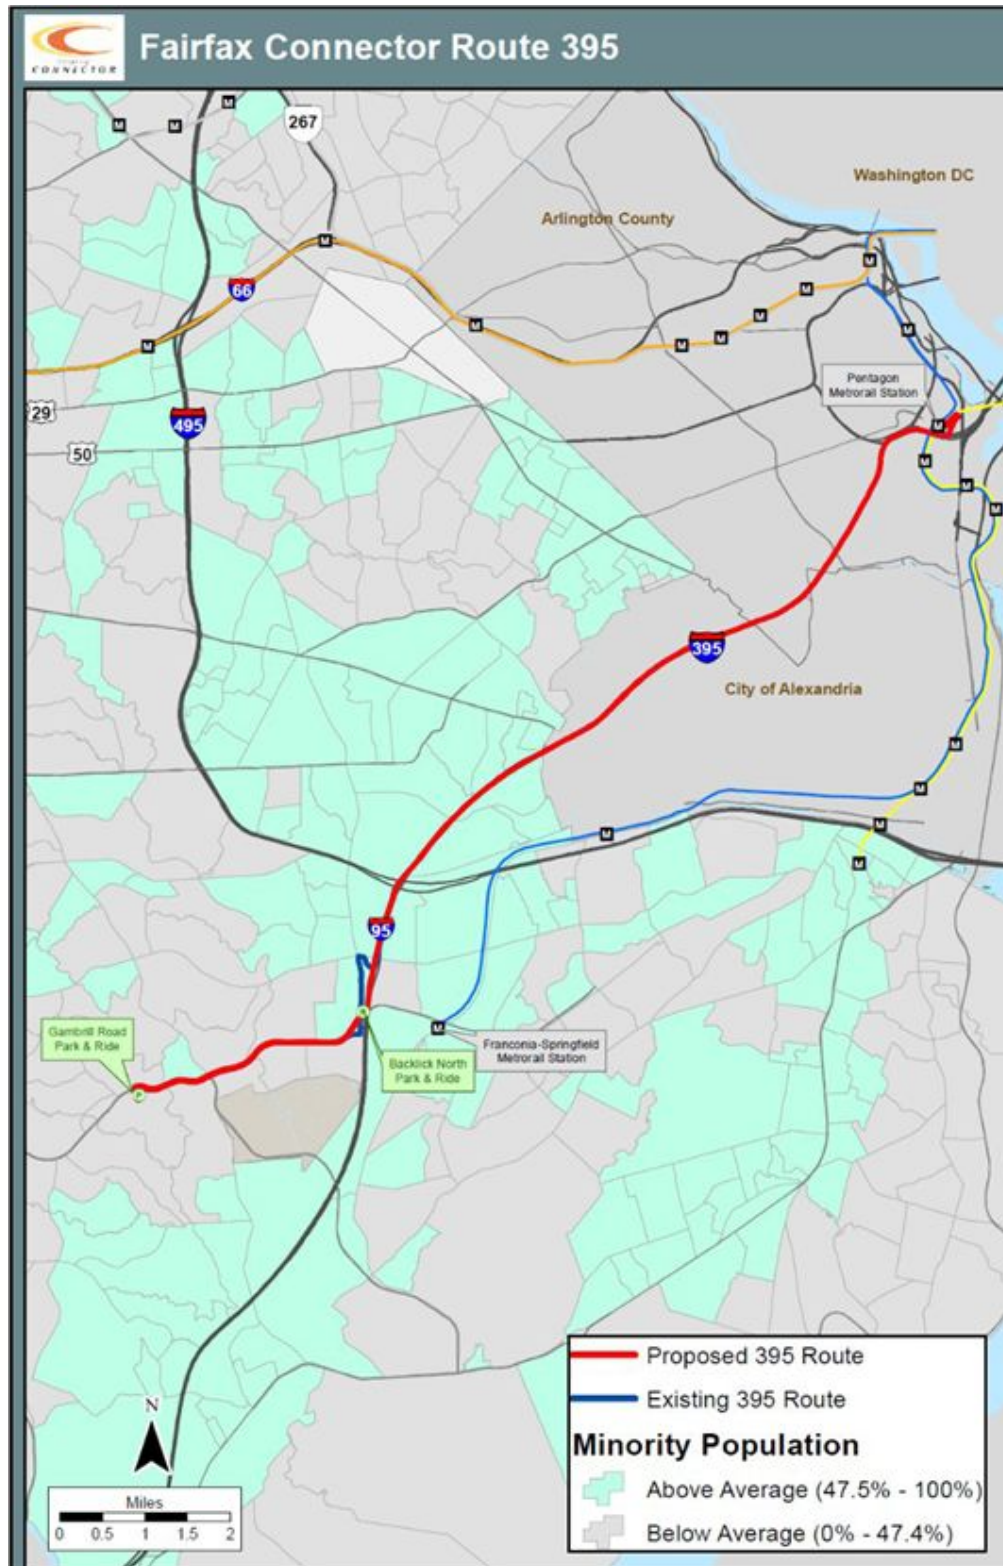 CONNECTOR
Fairfax Connector Route 395
267
Washington DC
Arlington County
66
Pentagon
Metrorail Station
29
495
50
395
City of Alexandria
95
Gambrill Road
Park & Ride
Franconia-Springfield
Metrorail Station
Backlick North
Park & Ride
Proposed 395 Route
Existing 395 Route
Minority Population
Above Average (47.5% - 100%)
Below Average (0% - 47.4%)
N
Miles
0 0.5 1 1.5 2